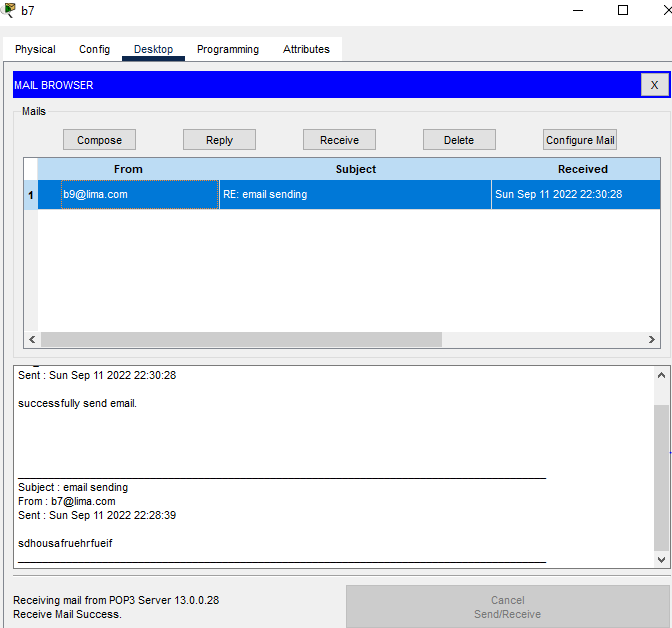 b7
Physical Config Desktop Programming Attributes
MAIL BROWSER X
Mails
Compose Reply Receive Delete Configure Mail
From Subject Received
1 b9@lima.com RE: email sending Sun Sep 11 2022 22:30:28
Sent : Sun Sep 11 2022 22:30:28
successfully send email.
Subject : email sending
From : b7@lima.com
Sent : Sun Sep 11 2022 22:28:39
sdhousafruehrfueif
Receiving mail from POP3 Server 13.0.0.28
Receive Mail Success.
Cancel
Send/Receive